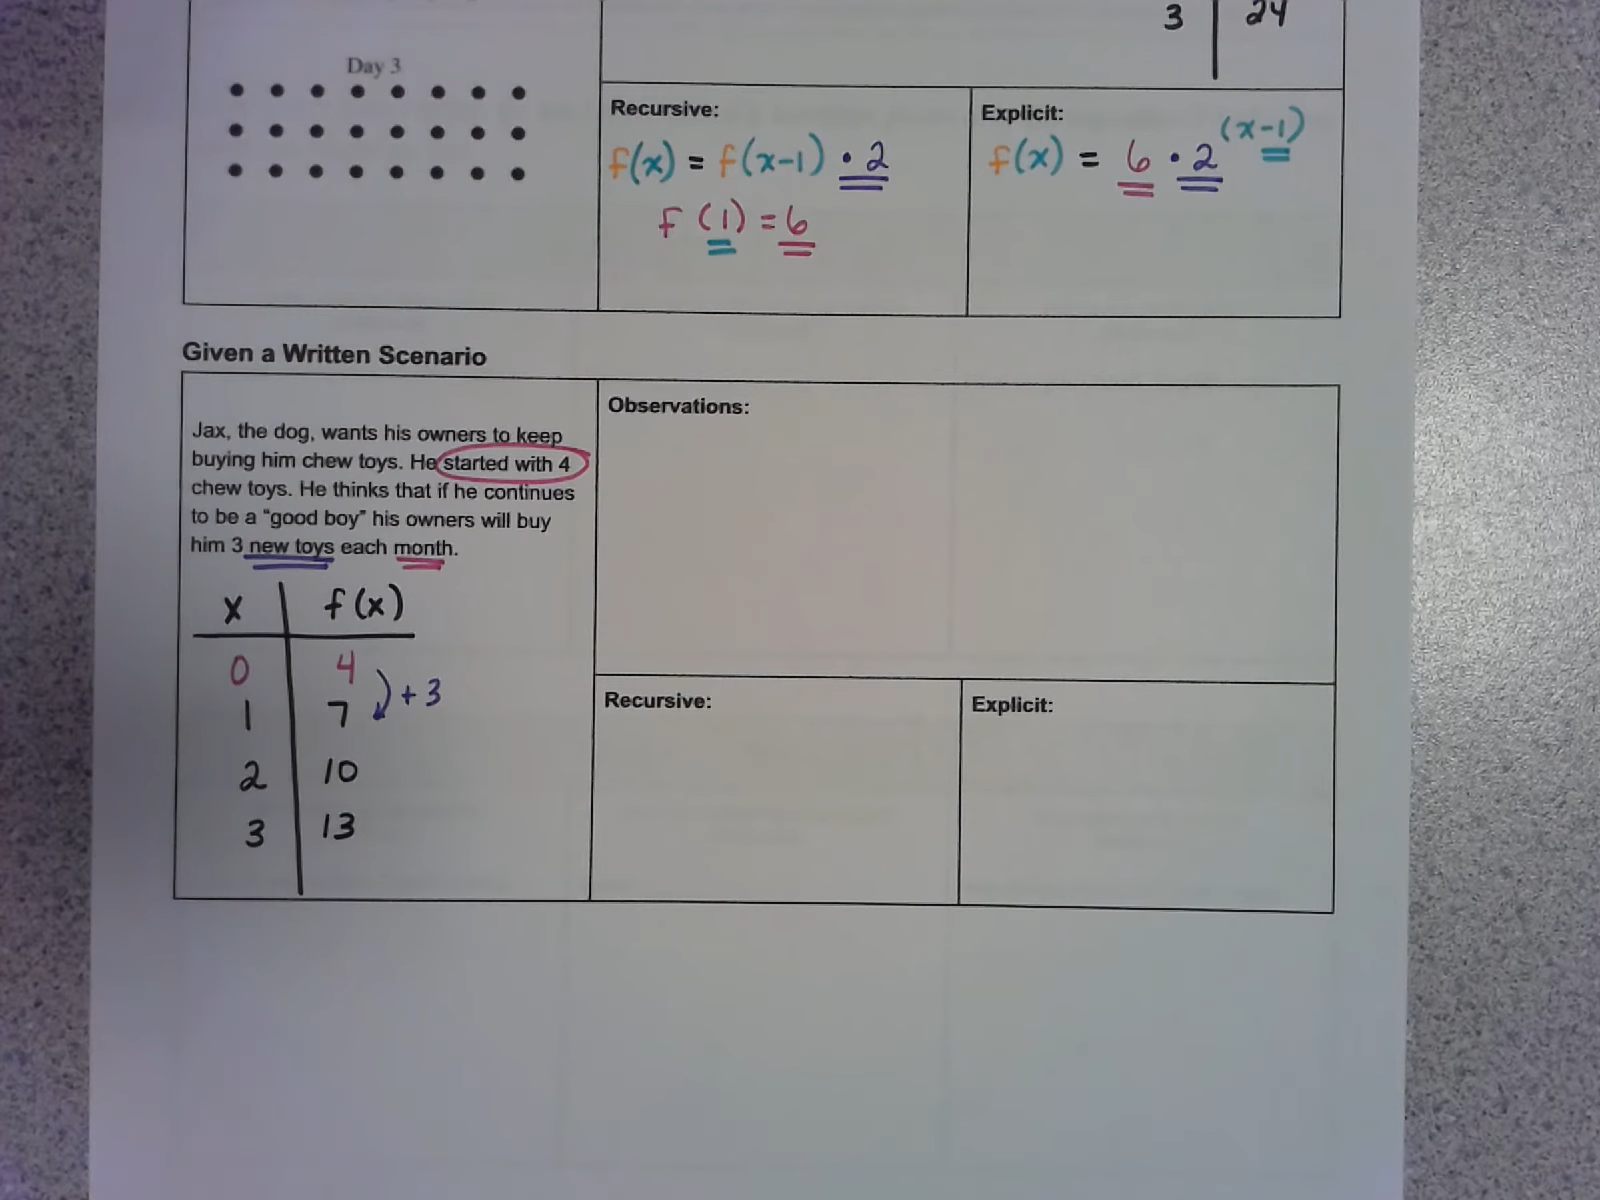 3 24
Day 3
Recursive:
f(x) = f(x-1) • 2
f(1) = 6
Explicit:
f(x) = 6 • 2^(x-1)
Given a Written Scenario
Jax, the dog, wants his owners to keep
buying him chew toys. He started with 4
chew toys. He thinks that if he continues
to be a “good boy” his owners will buy
him 3 new toys each month.
x f(x)
0 4
+3
1 7
2 10
3 13
Observations:
Recursive:
Explicit: